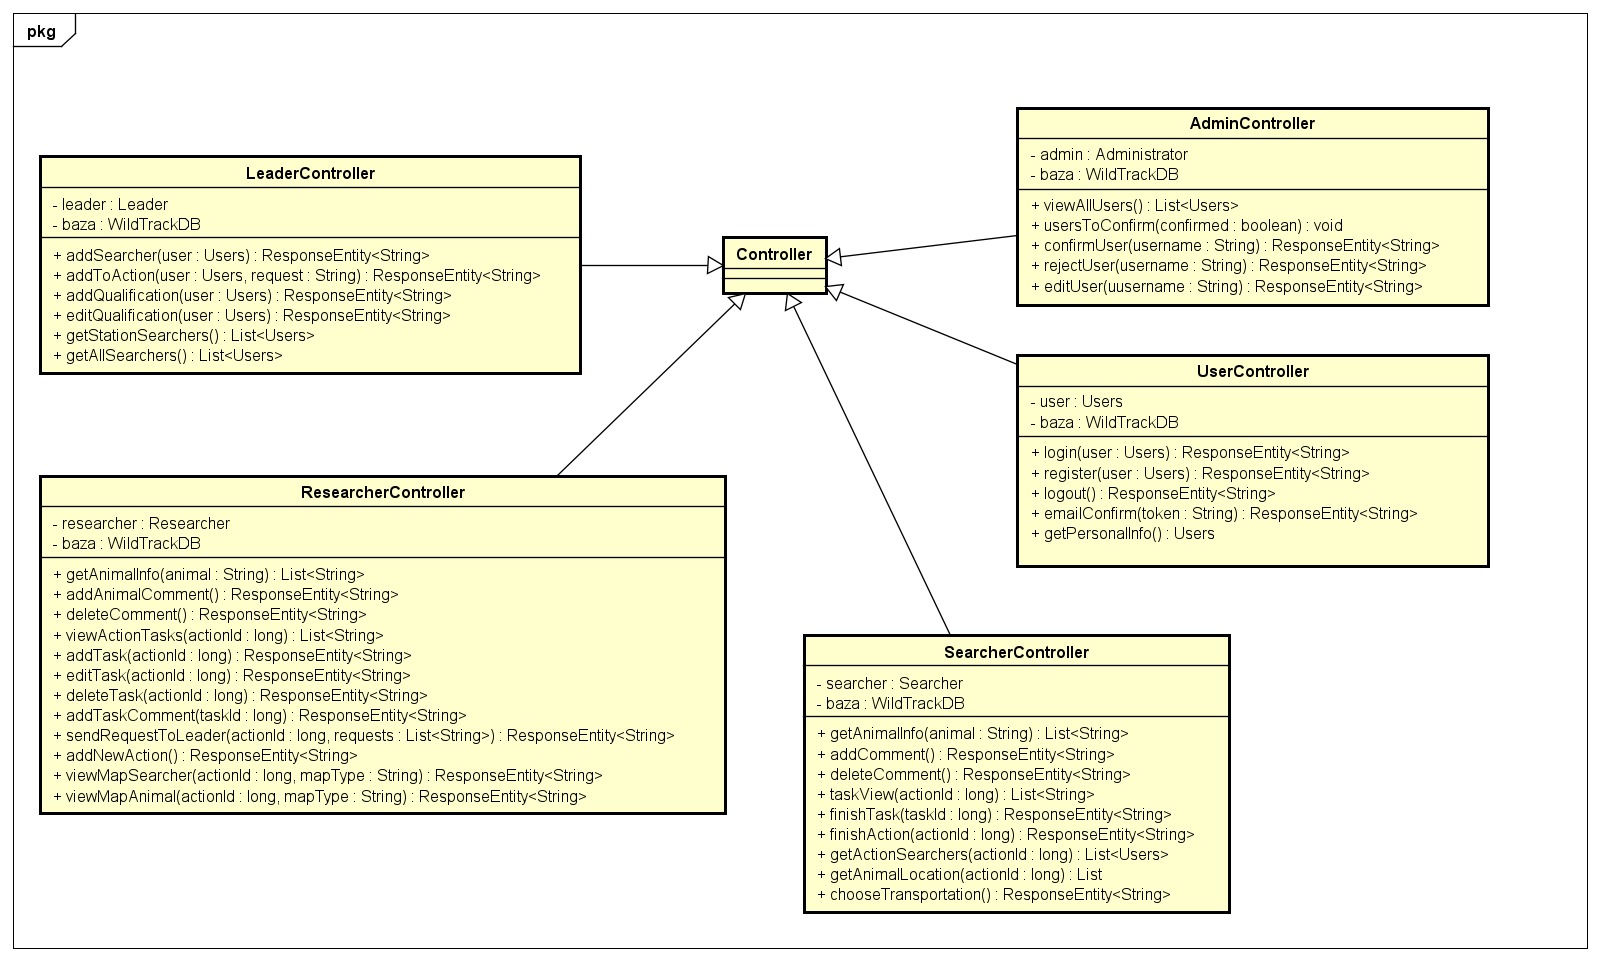 pkg
LeaderController
- leader : Leader
- baza : WildTrackDB
+ addSearcher(user : Users) : ResponseEntity<String>
+ addToAction(user : Users, request : String) : ResponseEntity<String>
+ addQualification(user : Users) : ResponseEntity<String>
+ editQualification(user : Users) : ResponseEntity<String>
+ getStationSearchers() : List<Users>
+ getAllSearchers() : List<Users>
Controller
AdminController
- admin : Administrator
- baza : WildTrackDB
+ viewAllUsers() : List<Users>
+ usersToConfirm(confirmed : boolean) : void
+ confirmUser(username : String) : ResponseEntity<String>
+ rejectUser(username : String) : ResponseEntity<String>
+ editUser(uusername : String) : ResponseEntity<String>
UserController
- user : Users
- baza : WildTrackDB
+ login(user : Users) : ResponseEntity<String>
+ register(user : Users) : ResponseEntity<String>
+ logout() : ResponseEntity<String>
+ emailConfirm(token : String) : ResponseEntity<String>
+ getPersonalInfo() : Users
ResearcherController
- researcher : Researcher
- baza : WildTrackDB
+ getAnimalInfo(animal : String) : List<String>
+ addAnimalComment() : ResponseEntity<String>
+ deleteComment() : ResponseEntity<String>
+ viewActionTasks(actionId : long) : List<String>
+ addTask(actionId : long) : ResponseEntity<String>
+ editTask(actionId : long) : ResponseEntity<String>
+ deleteTask(actionId : long) : ResponseEntity<String>
+ addTaskComment(taskId : long) : ResponseEntity<String>
+ sendRequestToLeader(actionId : long, requests : List<String>) : ResponseEntity<String>
+ addNewAction() : ResponseEntity<String>
+ viewMapSearcher(actionId : long, mapType : String) : ResponseEntity<String>
+ viewMapAnimal(actionId : long, mapType : String) : ResponseEntity<String>
SearcherController
- searcher : Searcher
- baza : WildTrackDB
+ getAnimalInfo(animal : String) : List<String>
+ addComment() : ResponseEntity<String>
+ deleteComment() : ResponseEntity<String>
+ taskView(actionId : long) : List<String>
+ finishTask(taskId : long) : ResponseEntity<String>
+ finishAction(actionId : long) : ResponseEntity<String>
+ getActionSearchers(actionId : long) : List<Users>
+ getAnimalLocation(actionId : long) : List
+ chooseTransportation() : ResponseEntity<String>